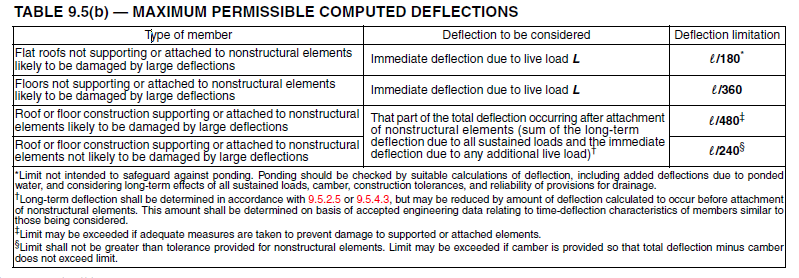 TABLE 9.5(b) — MAXIMUM PERMISSIBLE COMPUTED DEFLECTIONS
Type of member Deflection to be considered Deflection limitation
Flat roofs not supporting or attached to nonstructural elements
likely to be damaged by large deflections
Immediate deflection due to live load L
ℓ/180*
Floors not supporting or attached to nonstructural elements
likely to be damaged by large deflections
Immediate deflection due to live load L
ℓ/360
Roof or floor construction supporting or attached to nonstructural
elements likely to be damaged by large deflections
That part of the total deflection occurring after attachment
of nonstructural elements (sum of the long-term
deflection due to all sustained loads and the immediate
deflection due to any additional live load)†
ℓ/480‡
Roof or floor construction supporting or attached to nonstructural
elements not likely to be damaged by large deflections
ℓ/240§
*Limit not intended to safeguard against ponding. Ponding should be checked by suitable calculations of deflection, including added deflections due to ponded
water, and considering long-term effects of all sustained loads, camber, construction tolerances, and reliability of provisions for drainage.
†Long-term deflection shall be determined in accordance with 9.5.2.5 or 9.5.4.3, but may be reduced by amount of deflection calculated to occur before attachment
of nonstructural elements. This amount shall be determined on basis of accepted engineering data relating to time-deflection characteristics of members similar to
those being considered.
‡Limit may be exceeded if adequate measures are taken to prevent damage to supported or attached elements.
§Limit shall not be greater than tolerance provided for nonstructural elements. Limit may be exceeded if camber is provided so that total deflection minus camber
does not exceed limit.